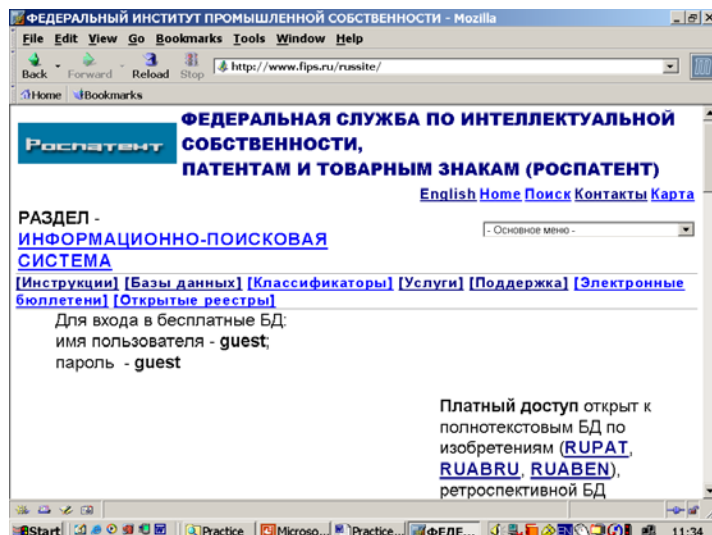 ФЕДЕРАЛЬНЫЙ ИНСТИТУТ ПРОМЫШЛЕННОЙ СОБСТВЕННОСТИ - Mozilla
File Edit View Go Bookmarks Tools Window Help
Back Forward Reload Stop http://www.fips.ru/russite/
Home Bookmarks
Роспатент
ФЕДЕРАЛЬНАЯ СЛУЖБА ПО ИНТЕЛЛЕКТУАЛЬНОЙ
СОБСТВЕННОСТИ,
ПАТЕНТАМ И ТОВАРНЫМ ЗНАКАМ (РОСПАТЕНТ)
English Home Поиск Контакты Карта
РАЗДЕЛ -
ИНФОРМАЦИОННО-ПОИСКОВАЯ
СИСТЕМА
- Основное меню -
[Инструкции] [Базы данных] [Классификаторы] [Услуги] [Поддержка] [Электронные
бюллетени] [Открытые реестры]
Для входа в бесплатные БД:
имя пользователя - guest;
пароль - guest
Платный доступ открыт к
полнотекстовым БД по
изобретениям (RUPAT,
RUABRU, RUABEN),
ретроспективной БД
Start Practice Microso... Practice... ФЕДЕ... EN 11:34